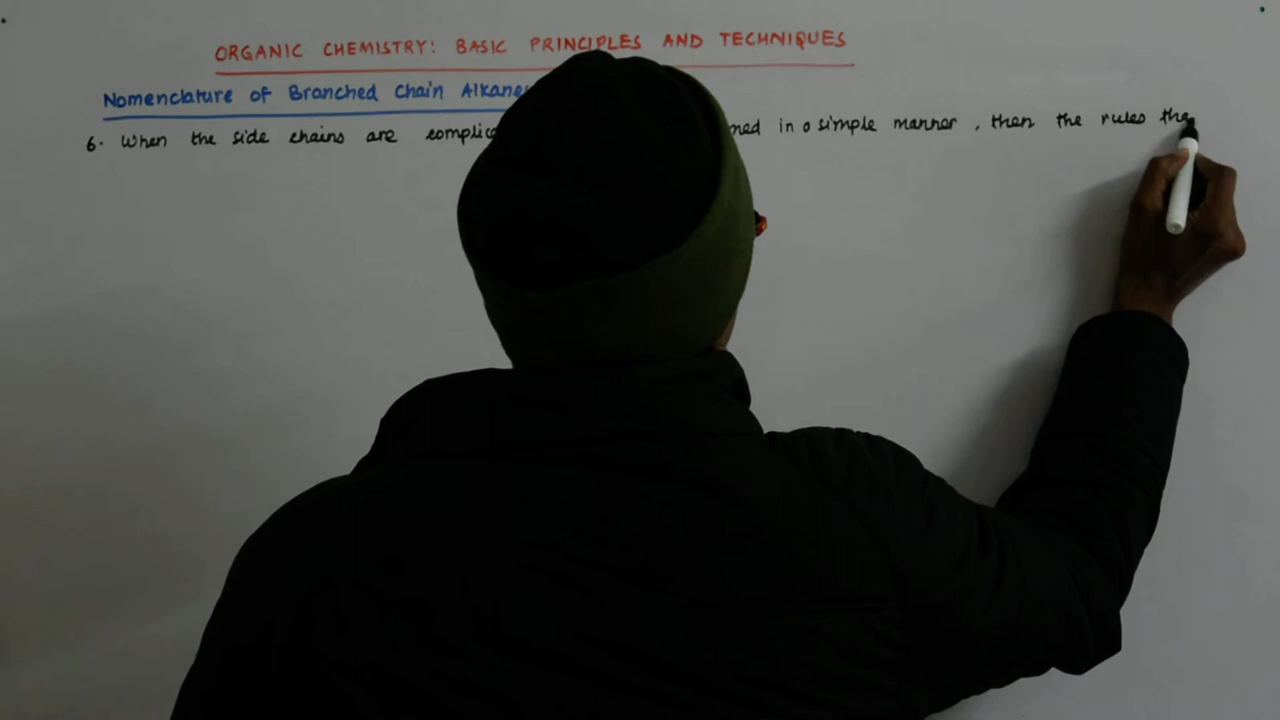 ORGANIC CHEMISTRY: BASIC PRINCIPLES AND TECHNIQUES
Nomenclature of Branched Chain Alkane
6. When the side chains are in a simple manner, then the rules the